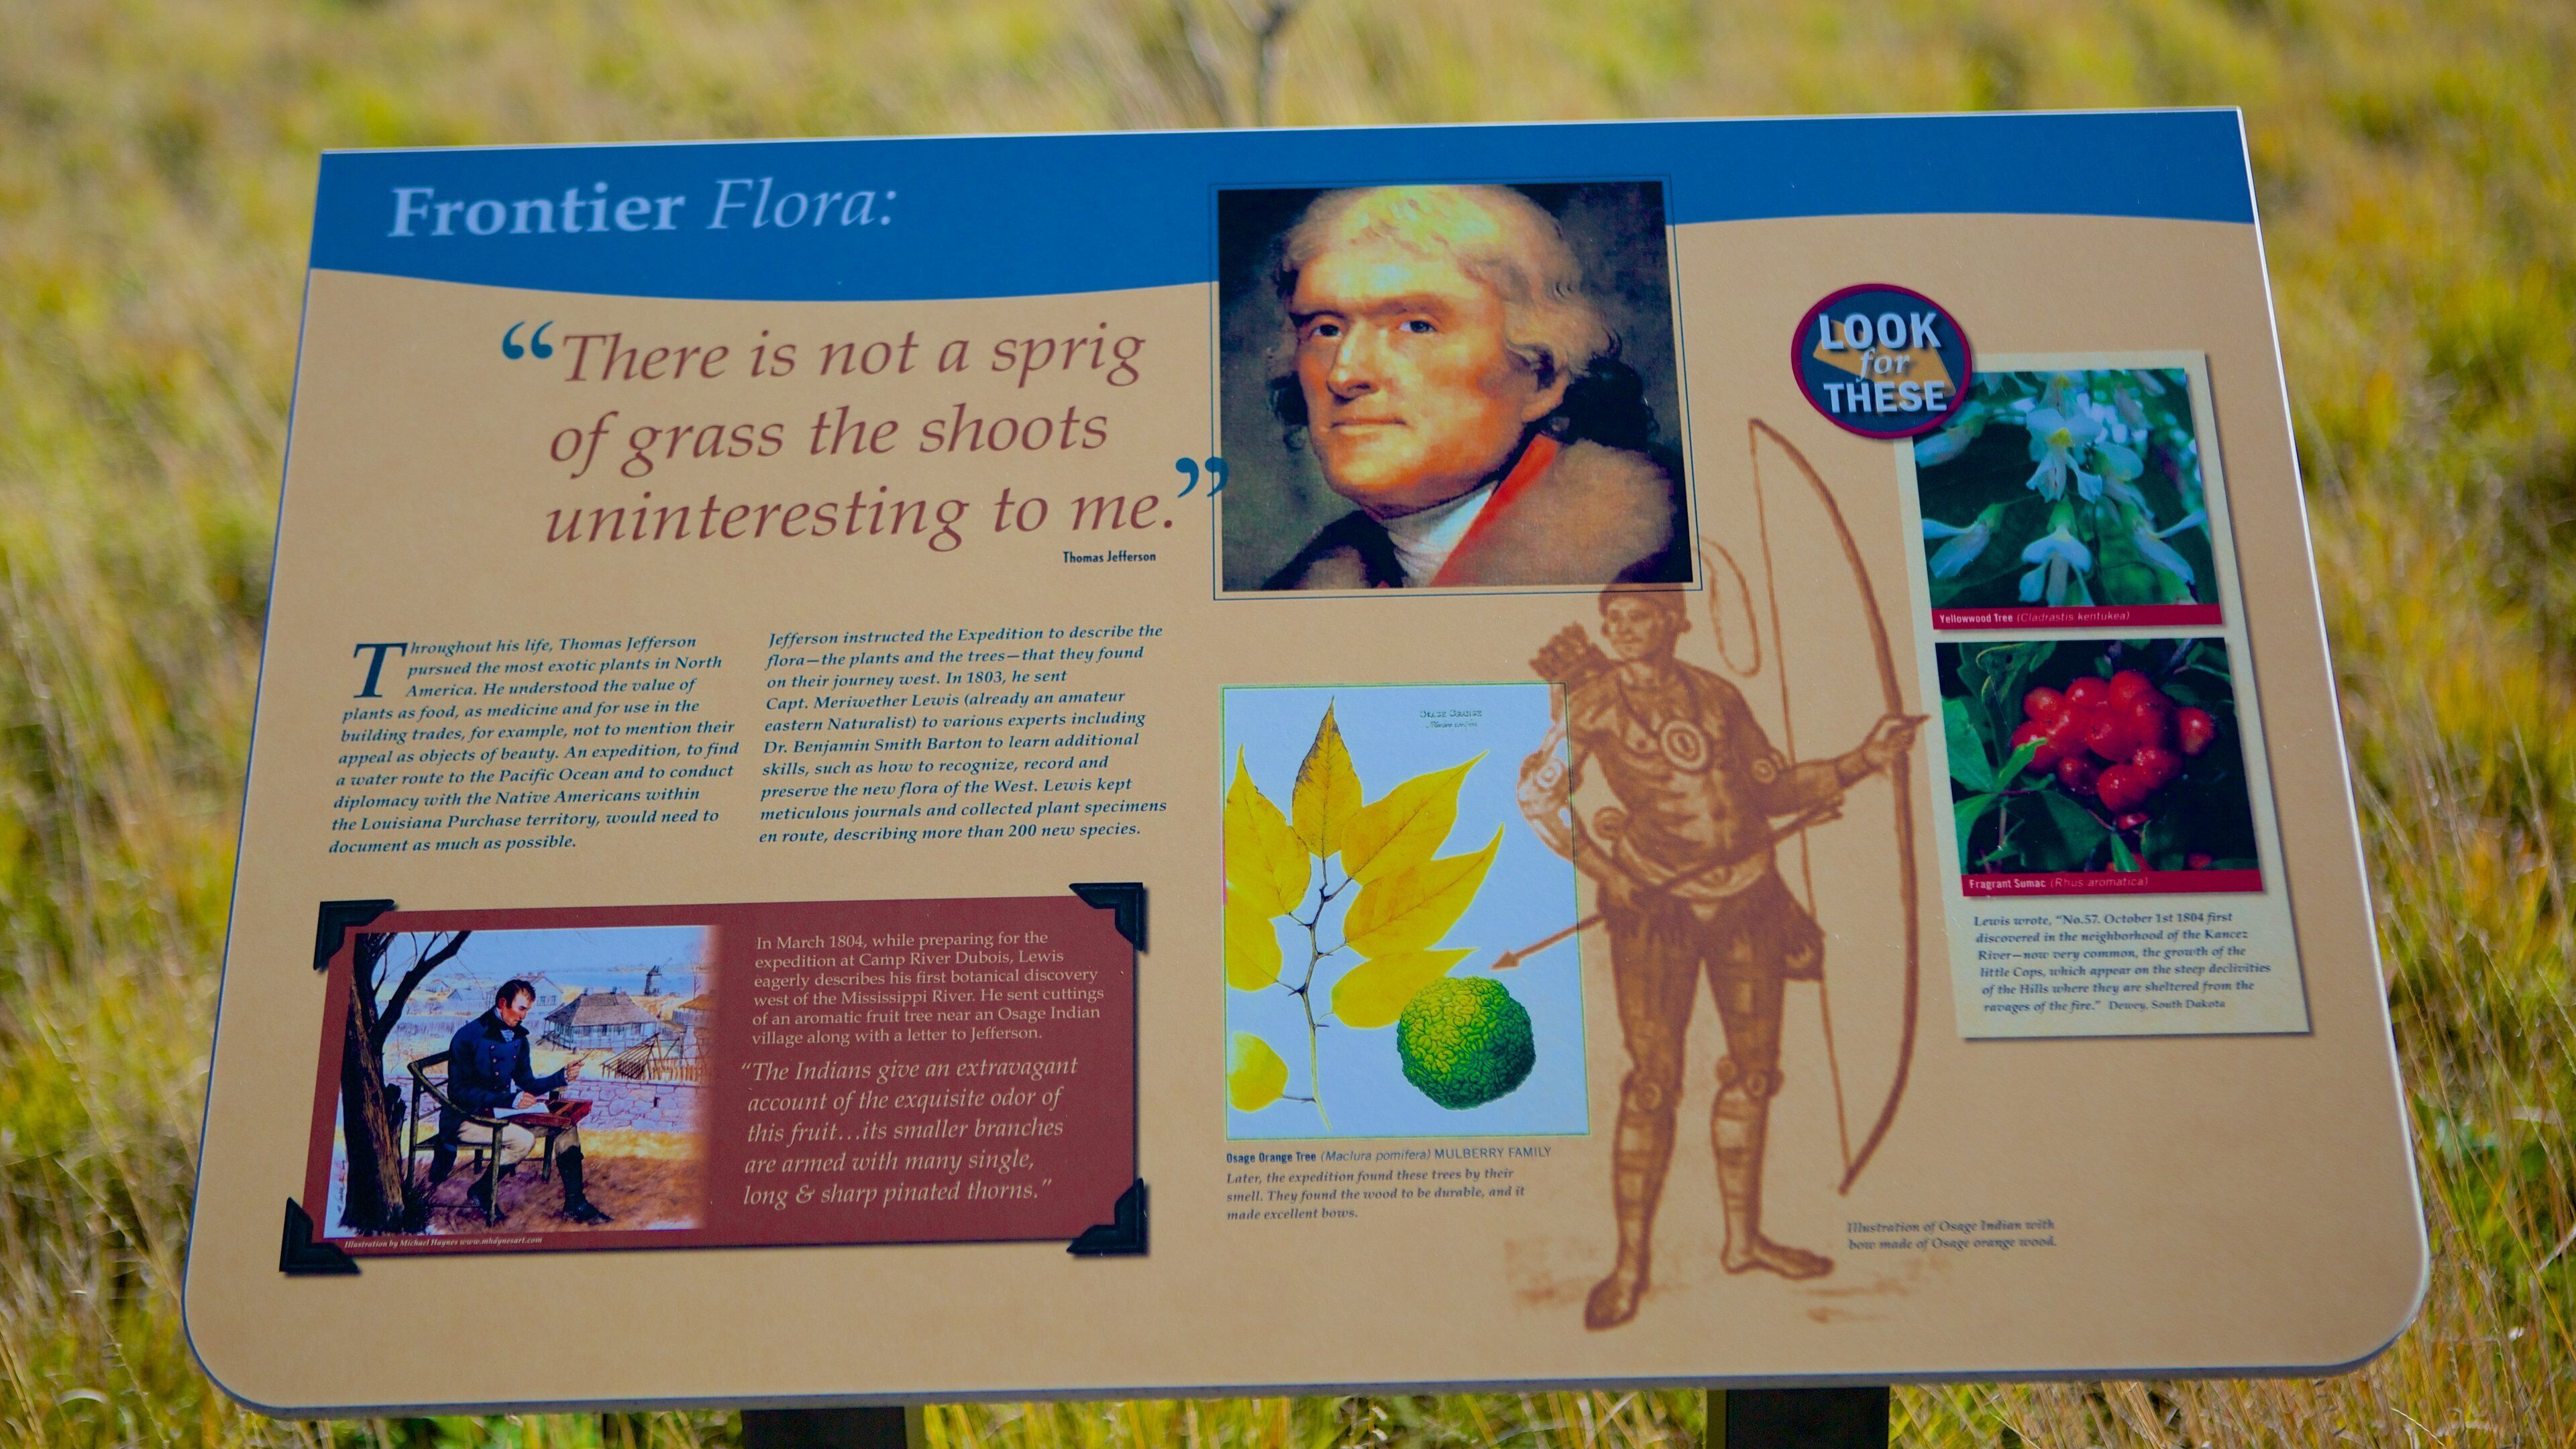 Frontier Flora:
“There is not a sprig
of grass the shoots
uninteresting to me.”
Thomas Jefferson
Throughout his life, Thomas Jefferson
pursued the most exotic plants in North
America. He understood the value of
plants as food, as medicine and for use in the
building trades, for example, not to mention their
appeal as objects of beauty. An expedition, to find
a water route to the Pacific Ocean and to conduct
diplomacy with the Native Americans within
the Louisiana Purchase territory, would need to
document as much as possible.
Jefferson instructed the Expedition to describe the
flora—the plants and the trees—that they found
on their journey west. In 1803, he sent
Capt. Meriwether Lewis (already an amateur
eastern Naturalist) to various experts including
Dr. Benjamin Smith Barton to learn additional
skills, such as how to recognize, record and
preserve the new flora of the West. Lewis kept
meticulous journals and collected plant specimens
en route, describing more than 200 new species.
In March 1804, while preparing for the
expedition at Camp River Dubois, Lewis
eagerly describes his first botanical discovery
west of the Mississippi River. He sent cuttings
of an aromatic fruit tree near an Osage Indian
village along with a letter to Jefferson.
“The Indians give an extravagant
account of the exquisite odor of
this fruit…its smaller branches
are armed with many single,
long & sharp pinated thorns.”
Illustration by Michael Haynes www.mhaynesart.com
OSAGE ORANGE
Osage Orange Tree (Maclura pomifera) MULBERRY FAMILY
Later, the expedition found these trees by their
smell. They found the wood to be durable, and it
made excellent bows.
Illustration of Osage Indian with
bow made of Osage orange wood.
LOOK
for
THESE
Yellowwood Tree (Cladrastis kentukea)
Fragrant Sumac (Rhus aromatica)
Lewis wrote, “No.57. October 1st 1804 first
discovered in the neighborhood of the Kancez
River—now very common, the growth of the
little Cops, which appear on the steep declivities
of the Hills where they are sheltered from the
ravages of the fire.” Dewey, South Dakota